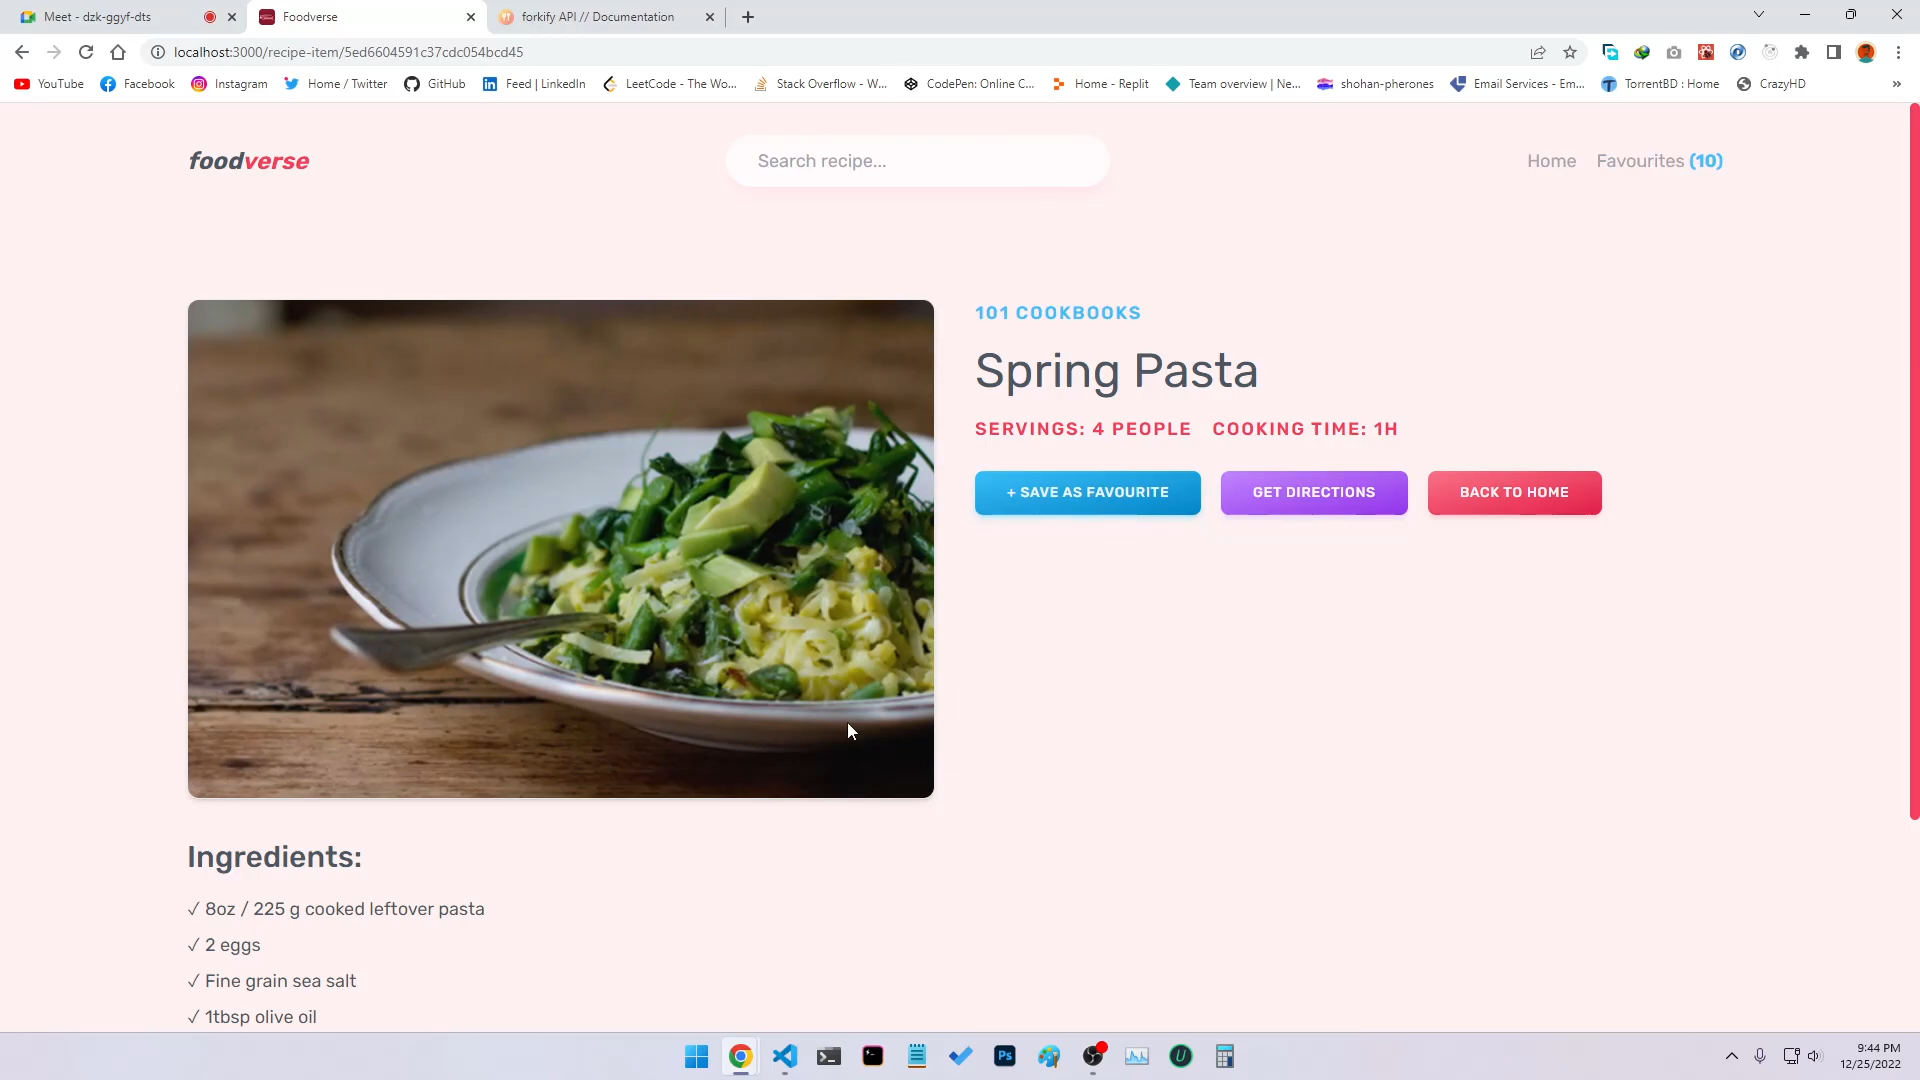 Meet - dzk-ggyf-dts
Foodverse
forkify API // Documentation
localhost:3000/recipe-item/5ed6604591c37cdc054bcd45
YouTube
Facebook
Instagram
Home / Twitter
GitHub
Feed | LinkedIn
LeetCode - The Wo...
Stack Overflow - W...
CodePen: Online C...
Home - Replit
Team overview | Ne...
shohan-pherones
Email Services - Em...
TorrentBD : Home
CrazyHD
»
foodverse
Search recipe...
Home
Favourites (10)
101 COOKBOOKS
Spring Pasta
SERVINGS: 4 PEOPLE COOKING TIME: 1H
+ SAVE AS FAVOURITE
GET DIRECTIONS
BACK TO HOME
Ingredients:
✓ 8oz / 225 g cooked leftover pasta
✓ 2 eggs
✓ Fine grain sea salt
✓ 1tbsp olive oil
Ps
U
9:44 PM
12/25/2022